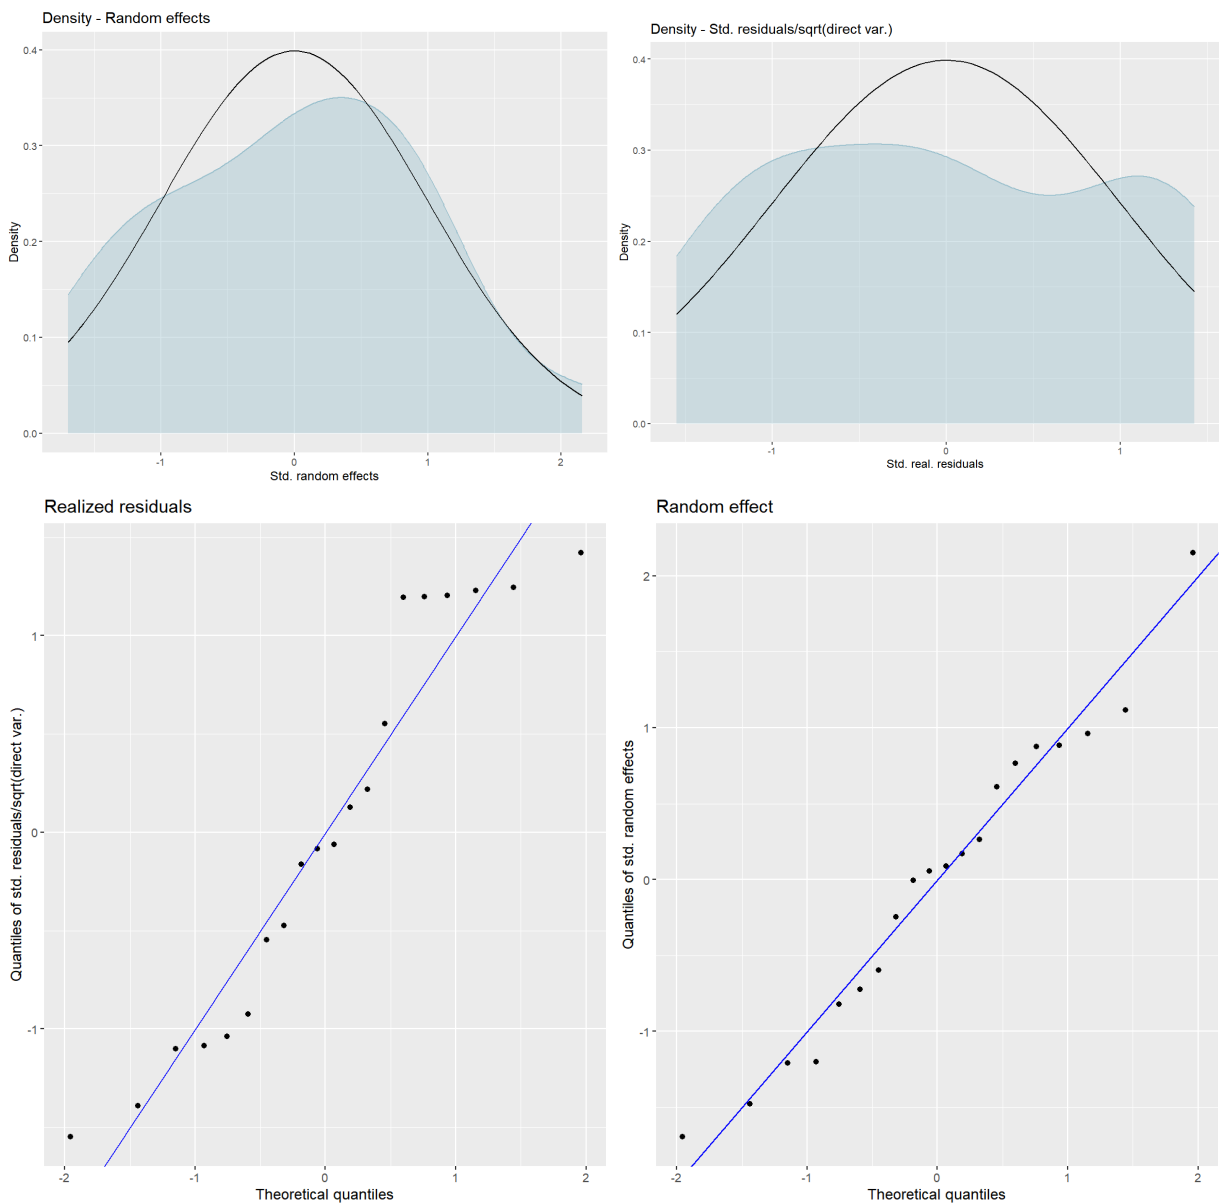 Density - Random effects
0.4
0.3
0.2
0.1
0.0
Density
-1
0
1
2
Std. random effects
Density - Std. residuals/sqrt(direct var.)
0.4
0.3
0.2
0.1
0.0
Density
-1
0
1
Std. real. residuals
Realized residuals
1
0
-1
Quantiles of std. residuals/sqrt(direct var.)
-2
-1
0
1
2
Theoretical quantiles
Random effect
2
1
0
-1
Quantiles of std. random effects
-2
-1
0
1
2
Theoretical quantiles